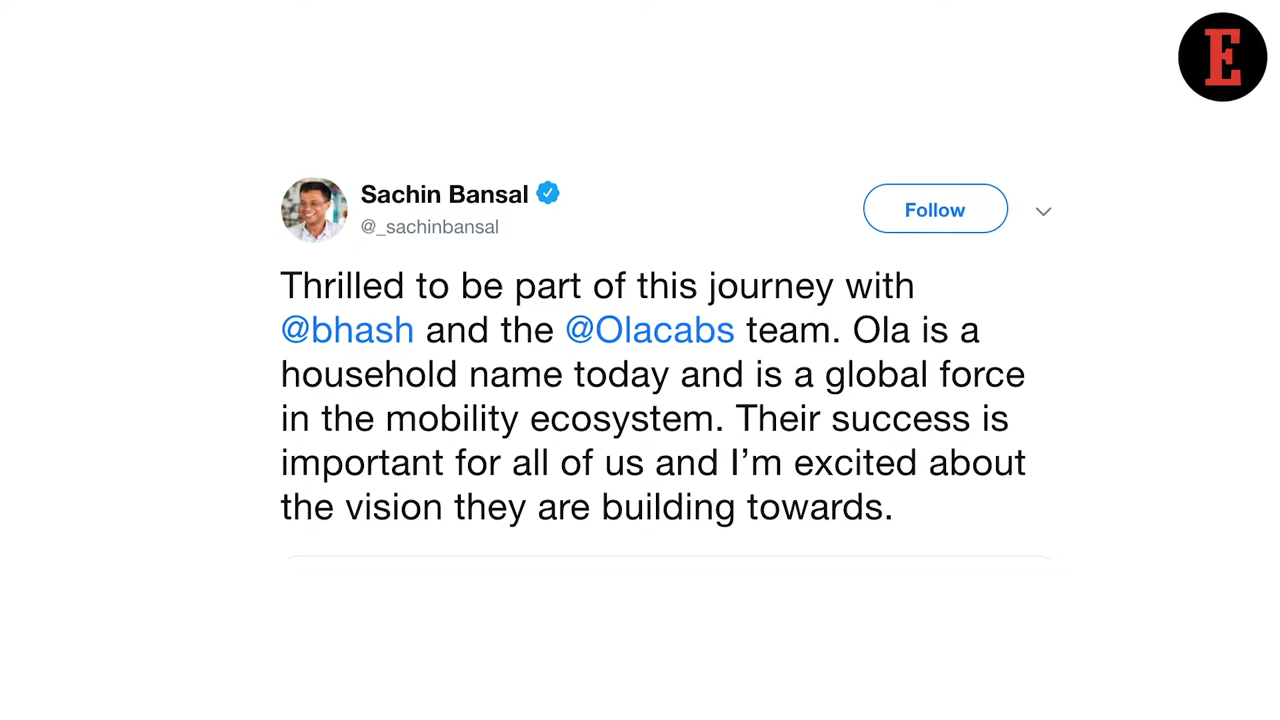 E
Sachin Bansal
@_sachinbansal
Follow
Thrilled to be part of this journey with
@bhash and the @Olacabs team. Ola is a
household name today and is a global force
in the mobility ecosystem. Their success is
important for all of us and I’m excited about
the vision they are building towards.